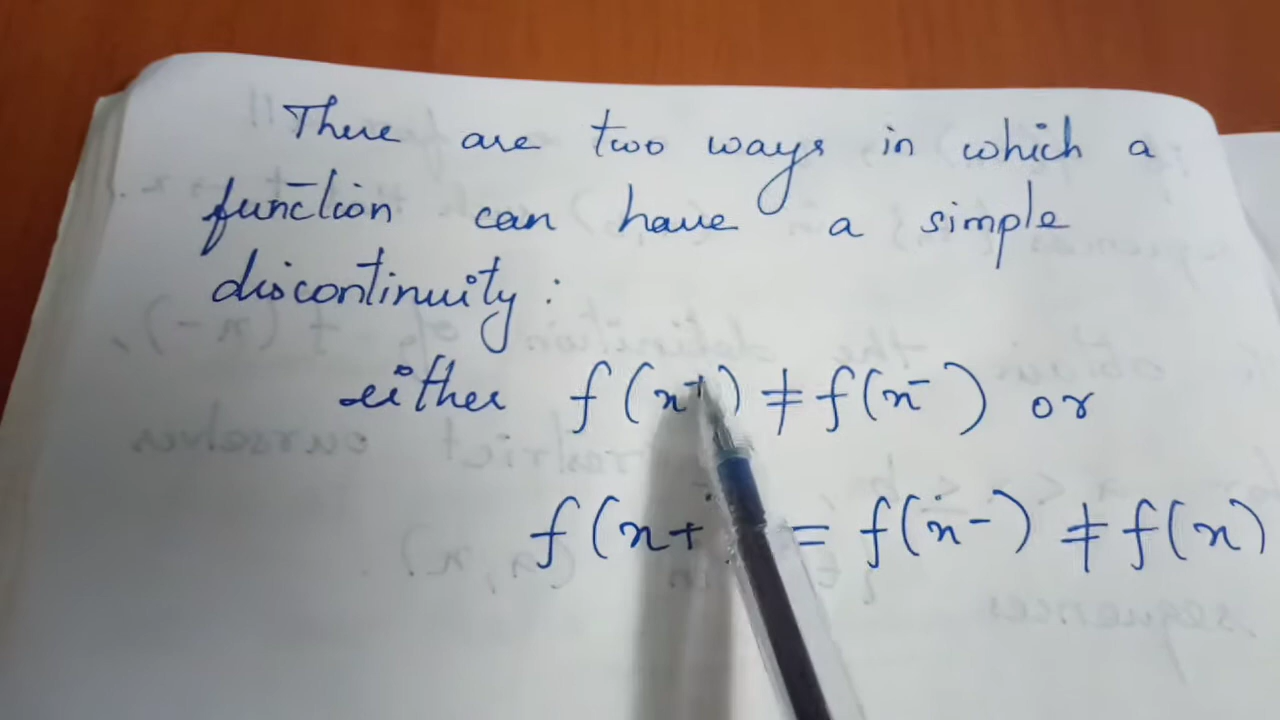 There are two ways in which a
function can have a simple
discontinuity :
either f(x+) ≠ f(x-) or
f(x+ = f(x-) ≠ f(x)